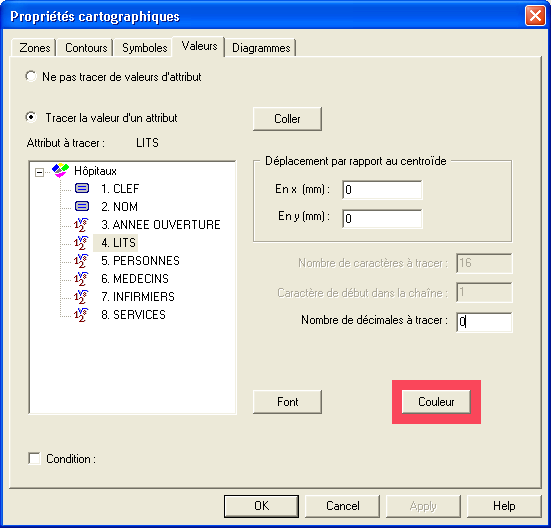 Propriétés cartographiques
Zones Contours Symboles Valeurs Diagrammes
Ne pas tracer de valeurs d'attribut
Tracer la valeur d'un attribut
Coller
Attribut à tracer : LITS
Hôpitaux
1. CLEF
2. NOM
3. ANNEE OUVERTURE
4. LITS
5. PERSONNES
6. MEDECINS
7. INFIRMIERS
8. SERVICES
Déplacement par rapport au centroïde
En x (mm) : 0
En y (mm) : 0
Nombre de caractères à tracer : 16
Caractère de début dans la chaîne : 1
Nombre de décimales à tracer : 0
Font
Couleur
Condition :
OK Cancel Apply Help